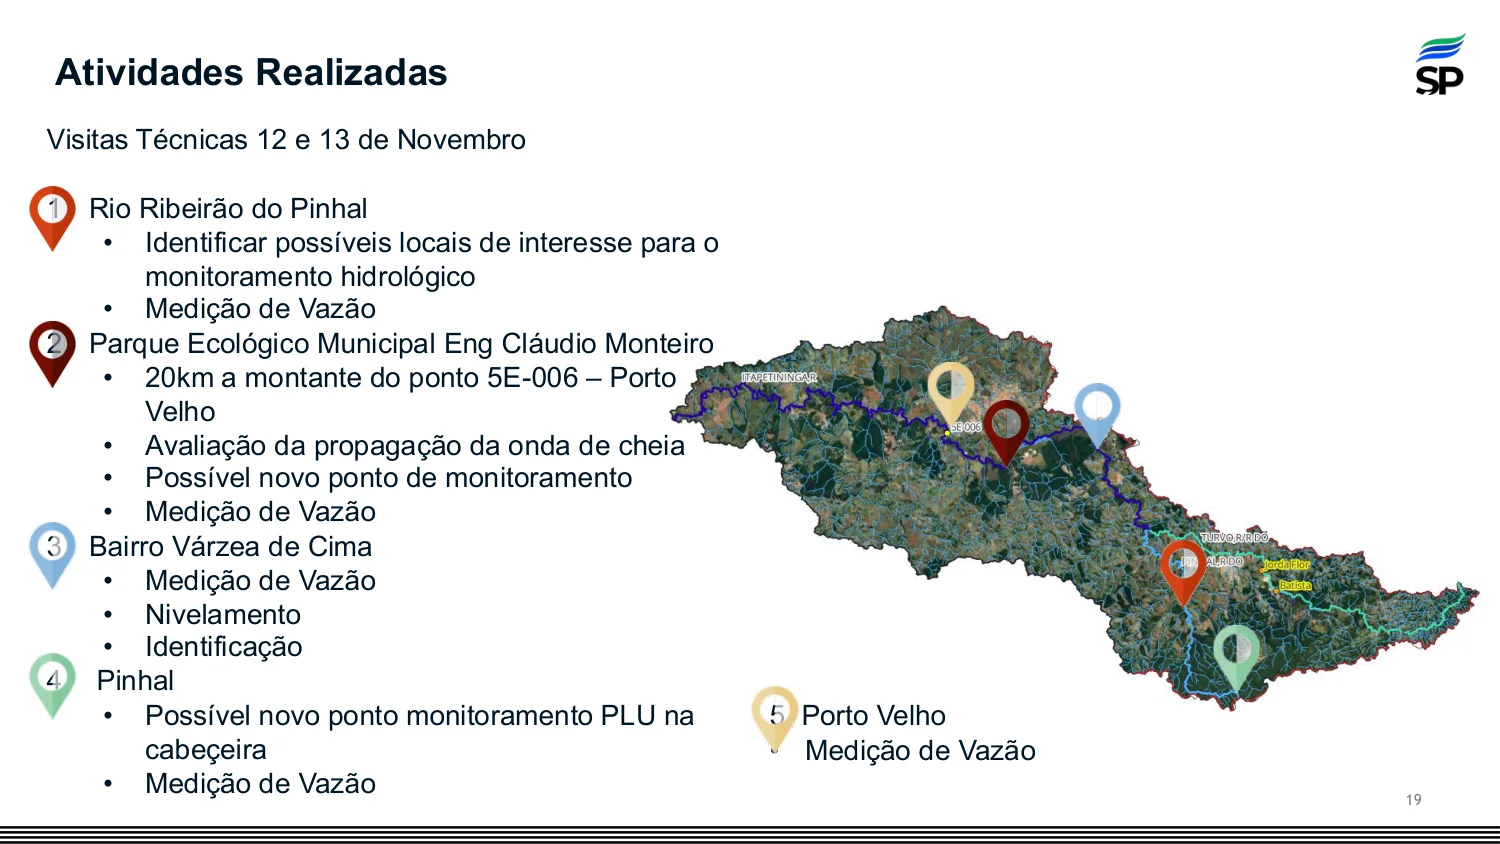 Atividades Realizadas
SP
Visitas Técnicas 12 e 13 de Novembro
1 Rio Ribeirão do Pinhal
• Identificar possíveis locais de interesse para o
monitoramento hidrológico
• Medição de Vazão
2 Parque Ecológico Municipal Eng Cláudio Monteiro
• 20km a montante do ponto 5E-006 – Porto
Velho
• Avaliação da propagação da onda de cheia
• Possível novo ponto de monitoramento
• Medição de Vazão
3 Bairro Várzea de Cima
• Medição de Vazão
• Nivelamento
• Identificação
4 Pinhal
• Possível novo ponto monitoramento PLU na
cabeçeira
• Medição de Vazão
ITAPETININGA,R
5E-006
TURVO,R/R DO
Jorda Flor
Batista
5 Porto Velho
• Medição de Vazão
19